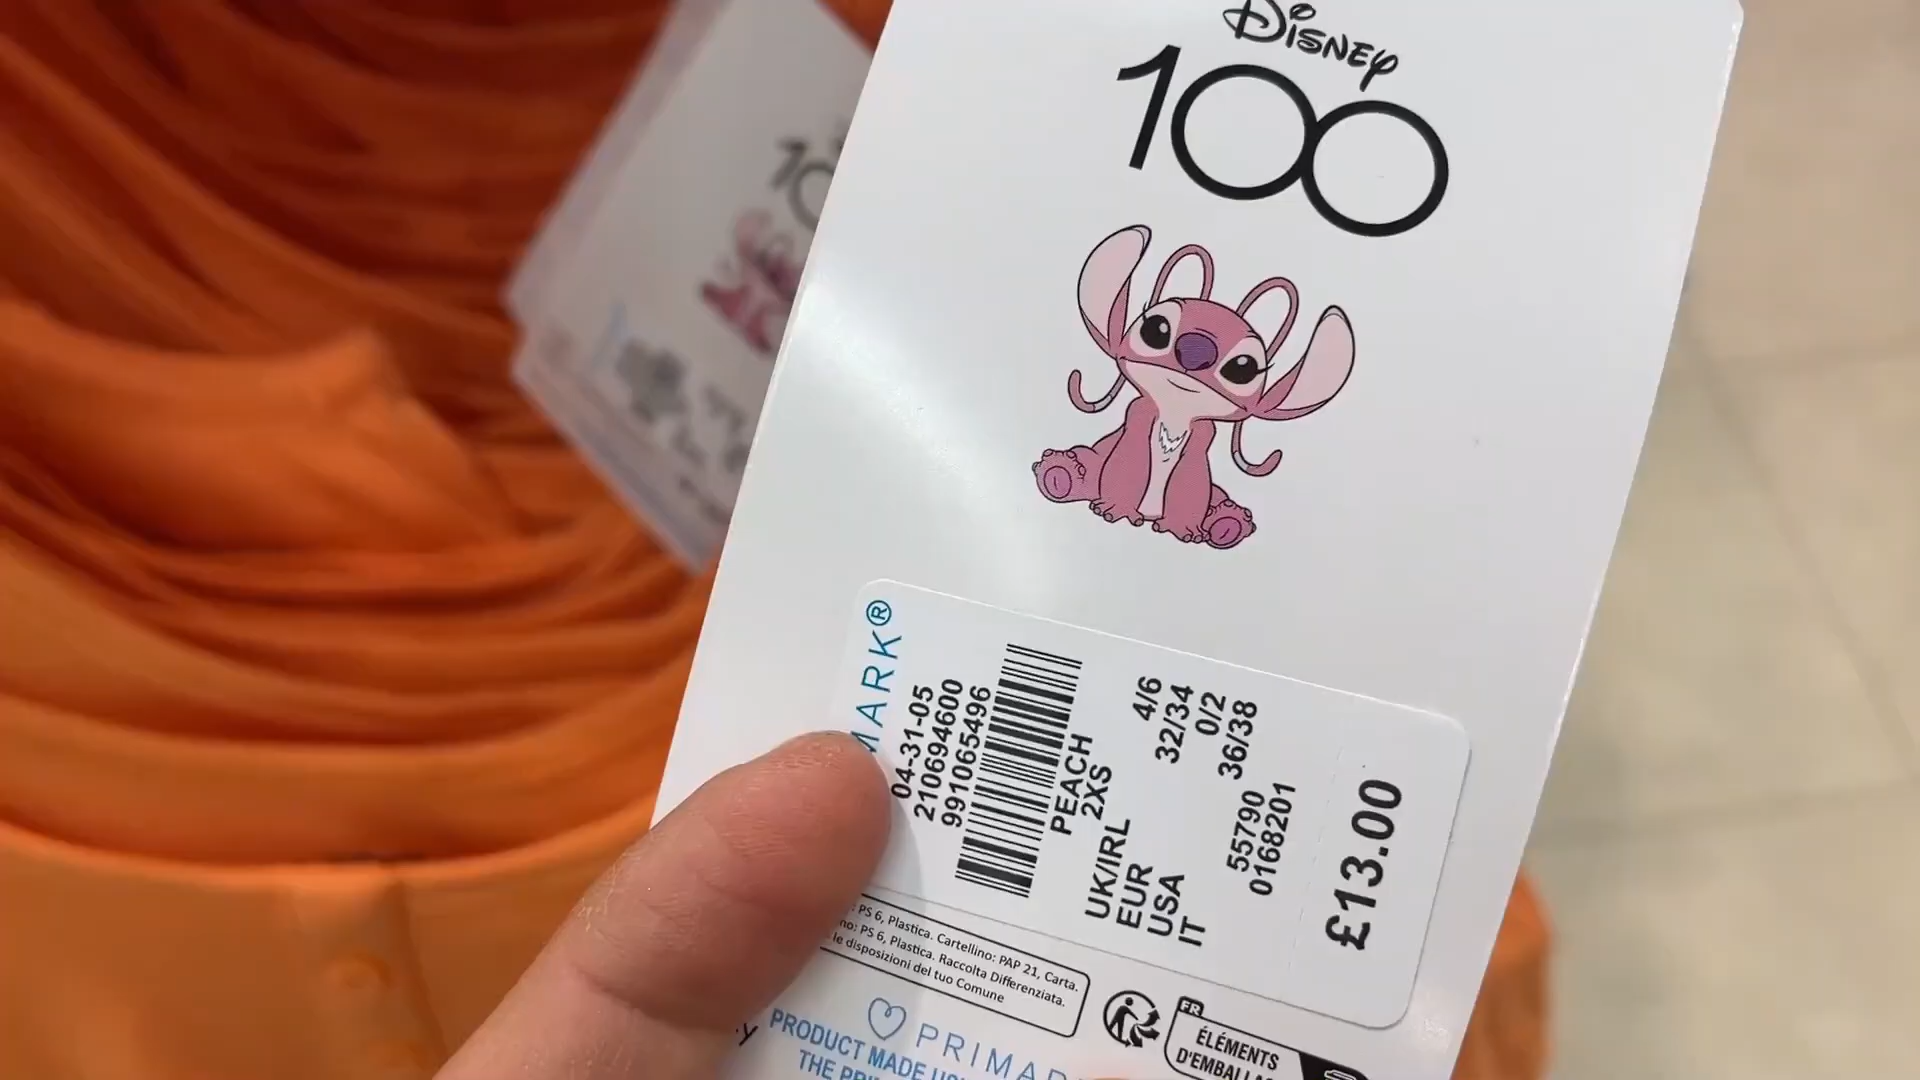 Disney
100
MARK®
04-31-05
210694600
991065496
PEACH
2XS
UK/IRL 4/6
EUR 32/34
USA 0/2
IT 36/38
55790
0168201
£13.00
: PS 6, Plastica. Cartellino: PAP 21, Carta.
no: PS 6, Plastica. Raccolta Differenziata.
le disposizioni del tuo Comune
FR
ÉLÉMENTS
D'EMBALLA
PRIMAR
PRODUCT MADE
THE